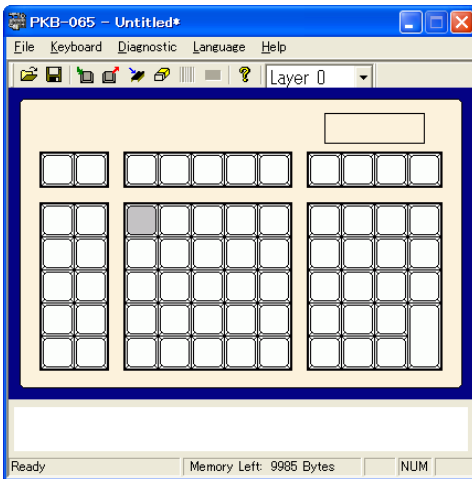 PKB-065 - Untitled*
File Keyboard Diagnostic Language Help
Layer 0
Ready Memory Left: 9985 Bytes NUM